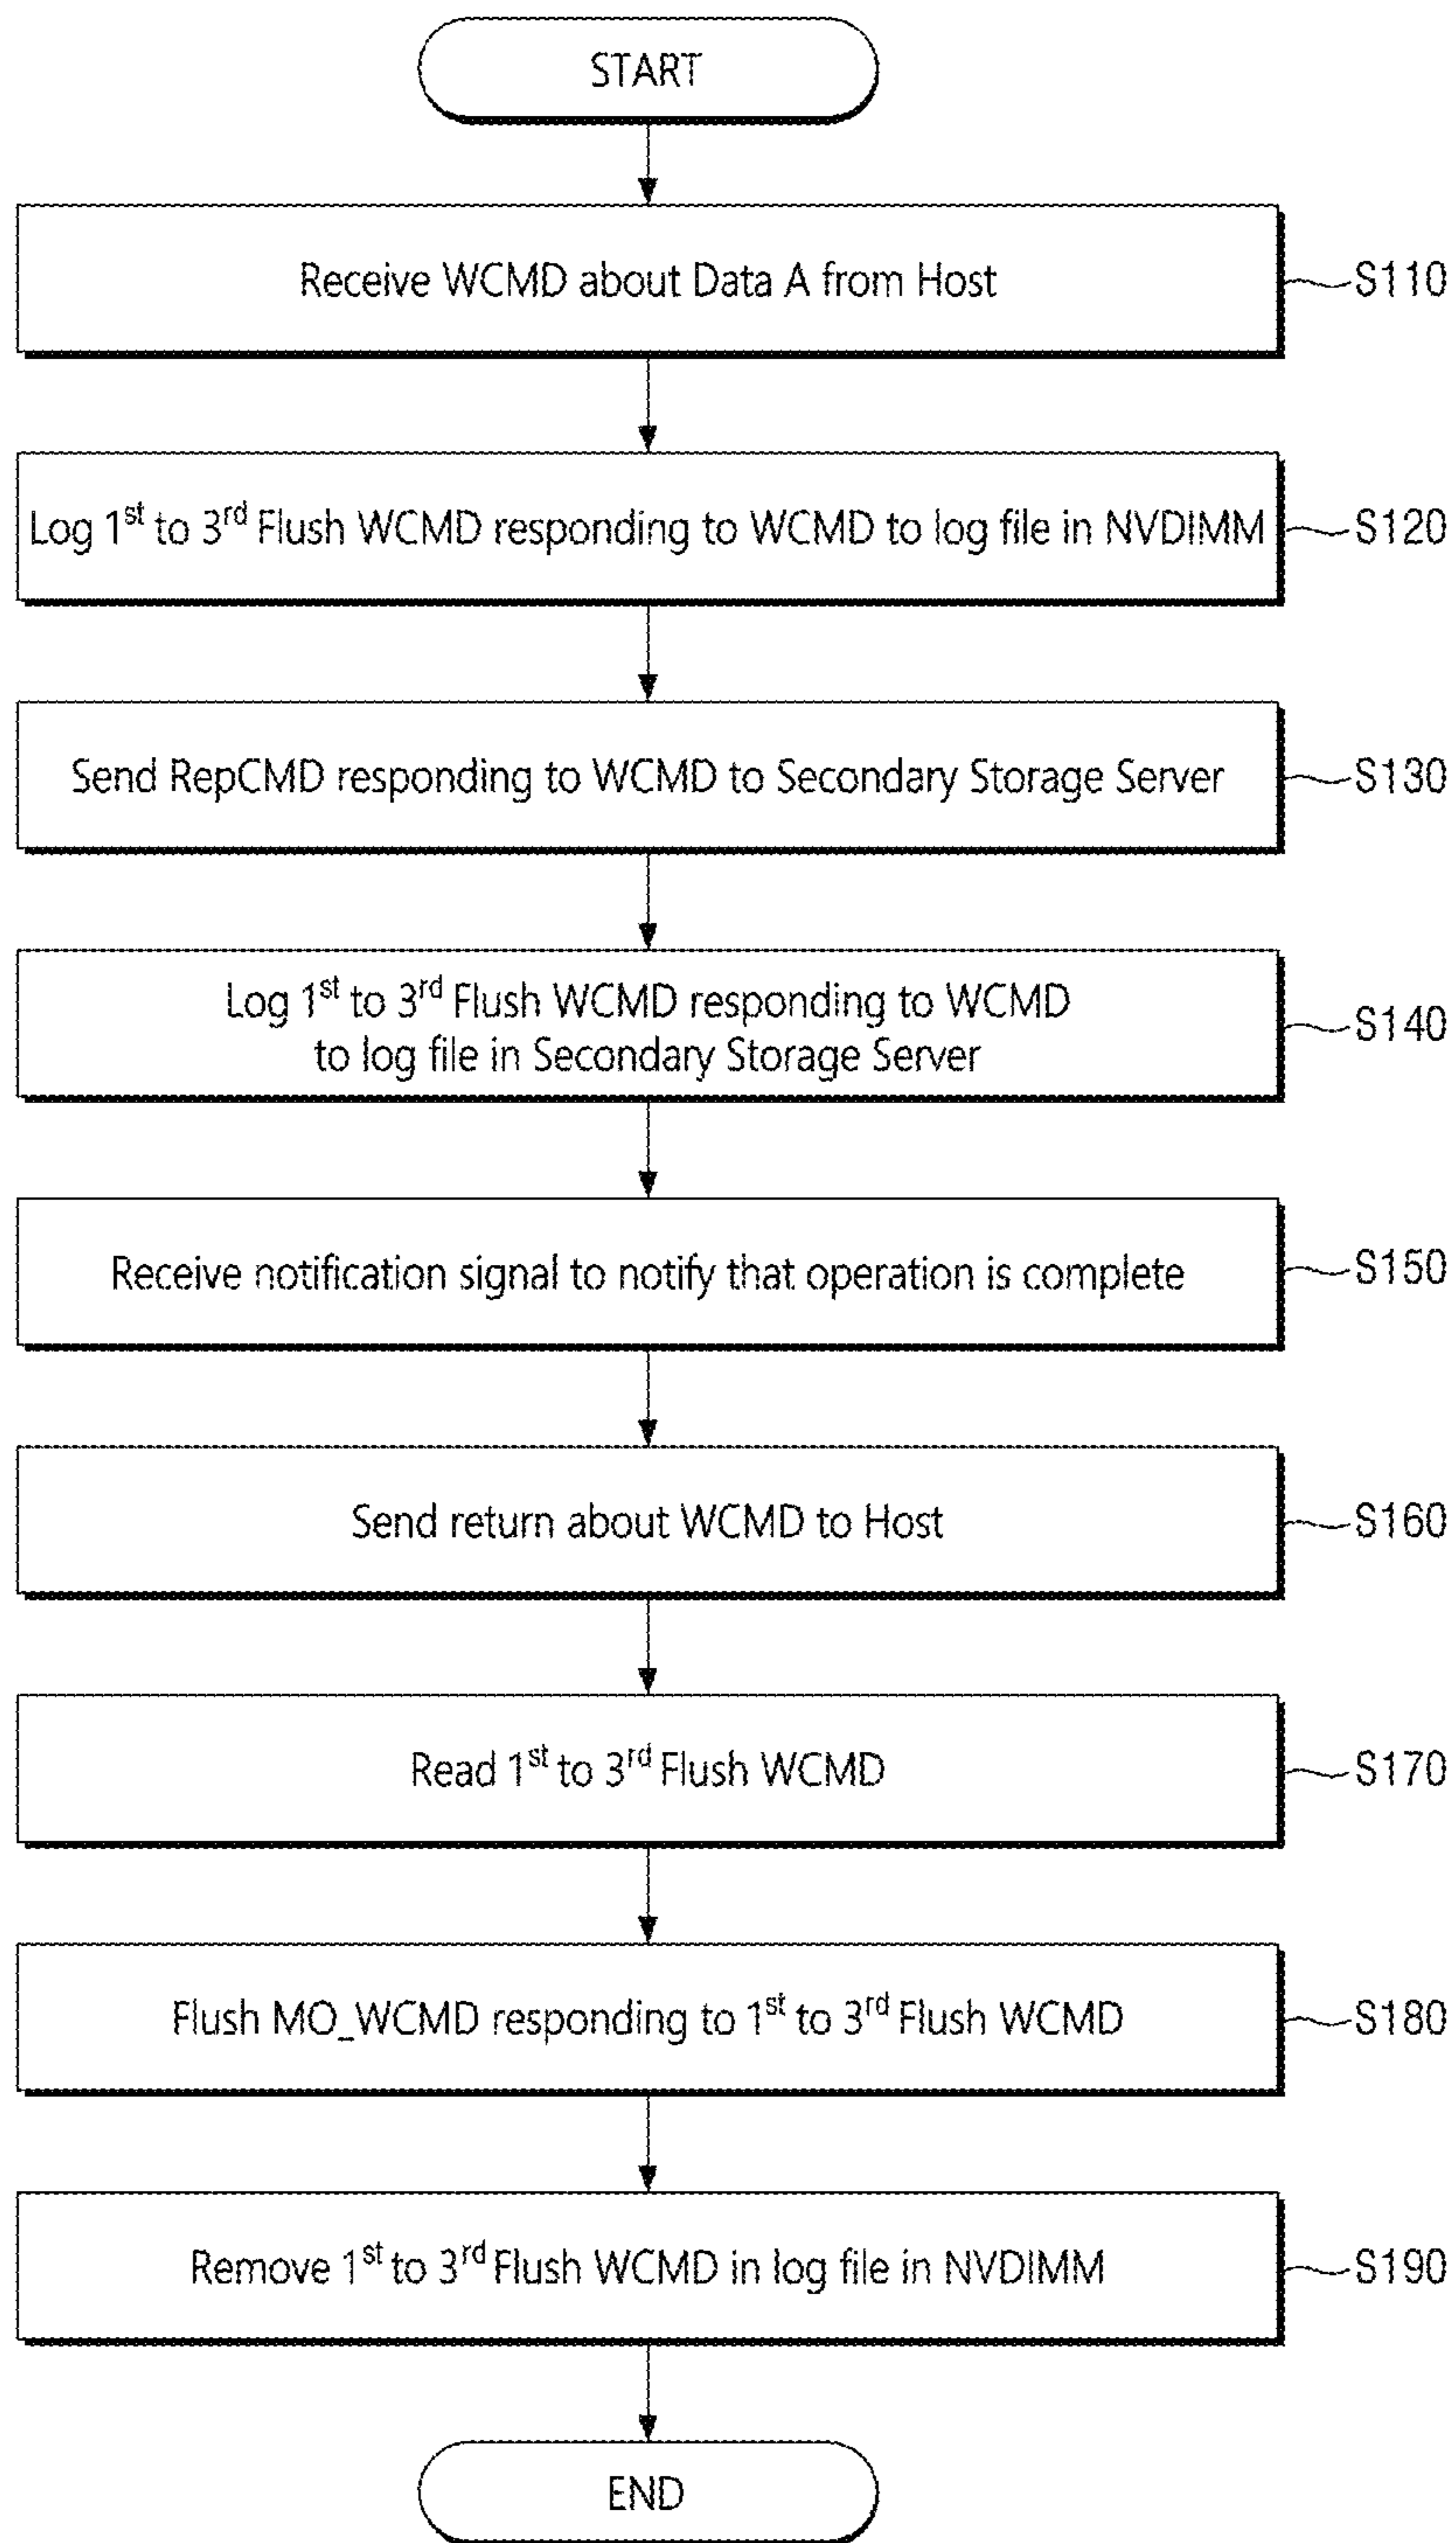 START
Receive WCMD about Data A from Host
S110
Log 1st to 3rd Flush WCMD responding to WCMD to log file in NVDIMM
S120
Send RepCMD responding to WCMD to Secondary Storage Server
S130
Log 1st to 3rd Flush WCMD responding to WCMD
to log file in Secondary Storage Server
S140
Receive notification signal to notify that operation is complete
S150
Send return about WCMD to Host
S160
Read 1st to 3rd Flush WCMD
S170
Flush MO_WCMD responding to 1st to 3rd Flush WCMD
S180
Remove 1st to 3rd Flush WCMD in log file in NVDIMM
S190
END